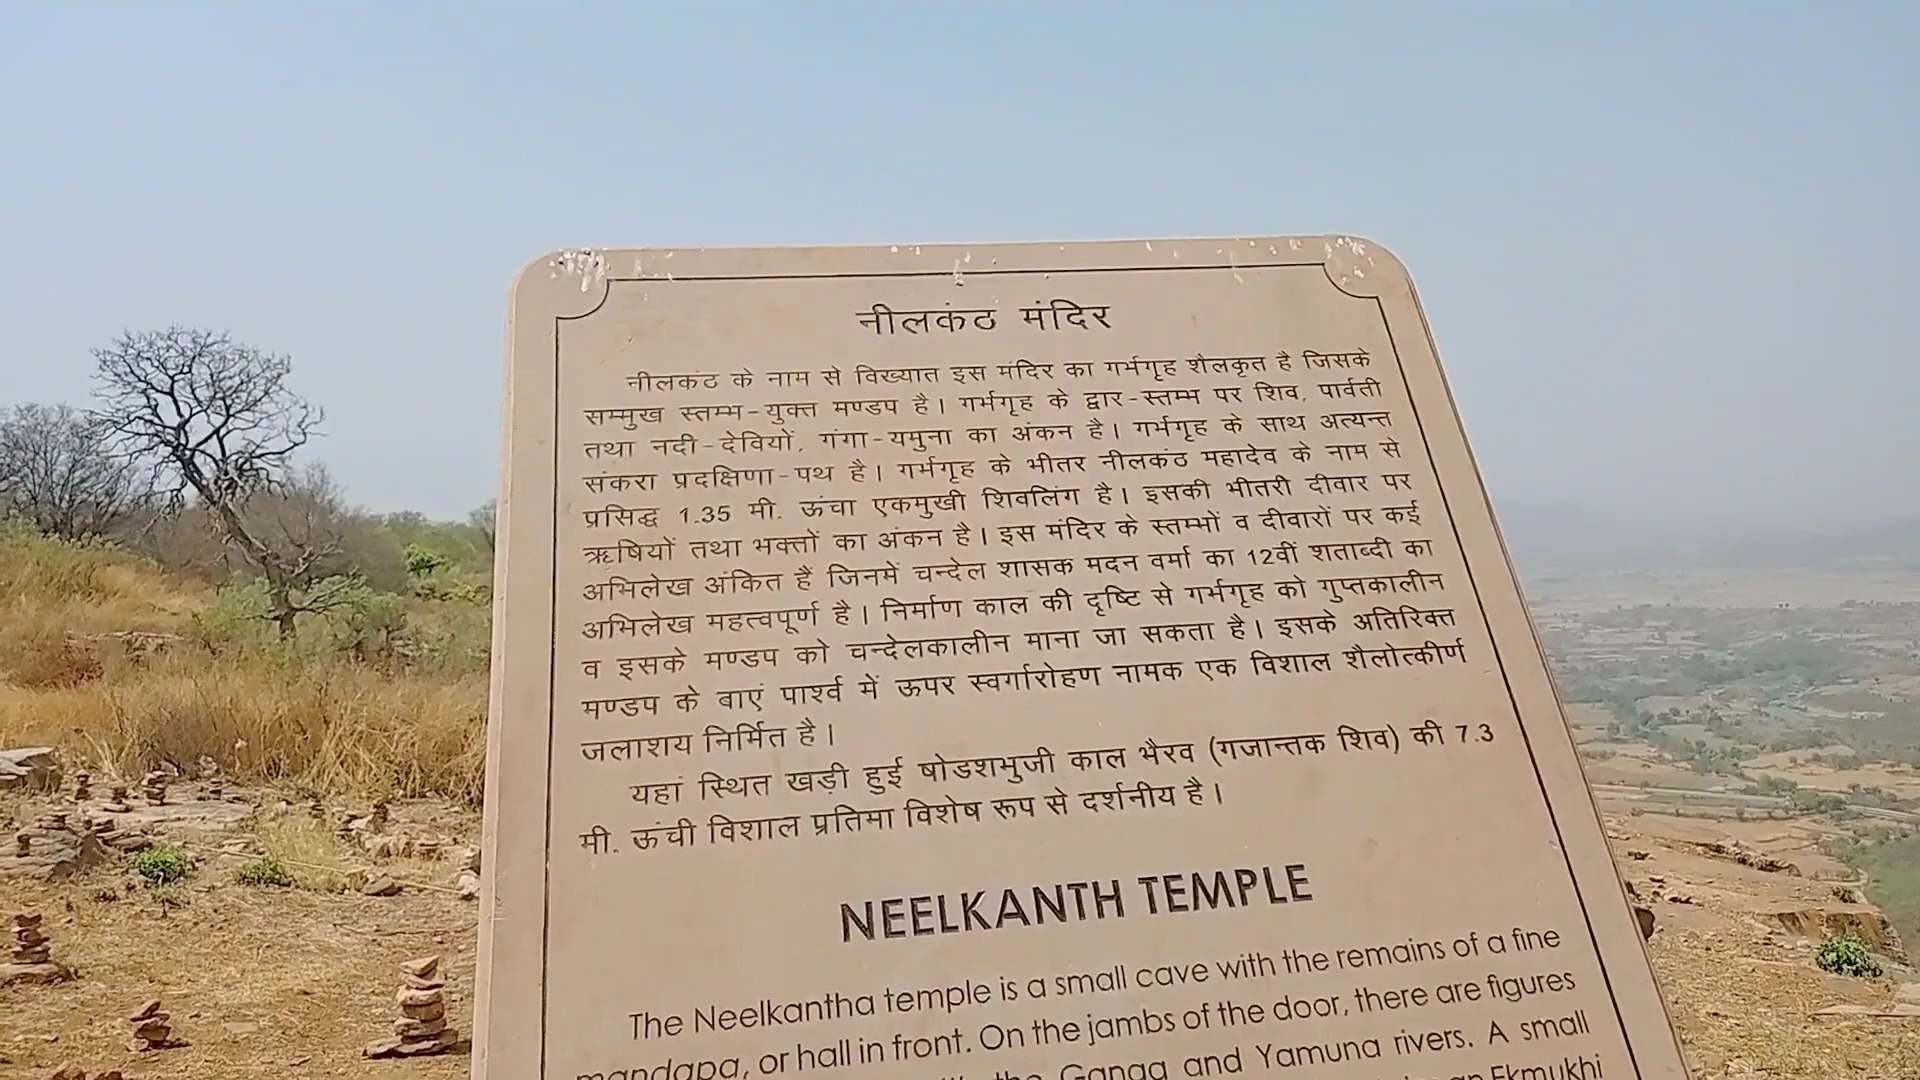 नीलकंठ मंदिर
नीलकंठ के नाम से विख्यात इस मंदिर का गर्भगृह शैलकृत है जिसके
सम्मुख स्तम्भ-युक्त मण्डप है। गर्भगृह के द्वार-स्तम्भ पर शिव, पार्वती
तथा नदी-देवियों, गंगा-यमुना का अंकन है। गर्भगृह के साथ अत्यन्त
संकरा प्रदक्षिणा-पथ है। गर्भगृह के भीतर नीलकंठ महादेव के नाम से
प्रसिद्ध 1.35 मी. ऊंचा एकमुखी शिवलिंग है। इसकी भीतरी दीवार पर
ऋषियों तथा भक्तों का अंकन है। इस मंदिर के स्तम्भों व दीवारों पर कई
अभिलेख अंकित हैं जिनमें चन्देल शासक मदन वर्मा का 12वीं शताब्दी का
अभिलेख महत्वपूर्ण है। निर्माण काल की दृष्टि से गर्भगृह को गुप्तकालीन
व इसके मण्डप को चन्देलकालीन माना जा सकता है। इसके अतिरिक्त
मण्डप के बाएं पार्श्व में ऊपर स्वर्गारोहण नामक एक विशाल शैलोत्कीर्ण
जलाशय निर्मित है।
यहां स्थित खड़ी हुई षोडशभुजी काल भैरव (गजान्तक शिव) की 7.3
मी. ऊंची विशाल प्रतिमा विशेष रूप से दर्शनीय है।
NEELKANTH TEMPLE
The Neelkantha temple is a small cave with the remains of a fine
mandapa, or hall in front. On the jambs of the door, there are figures
the Ganga and Yamuna rivers. A small
an Ekmukhi